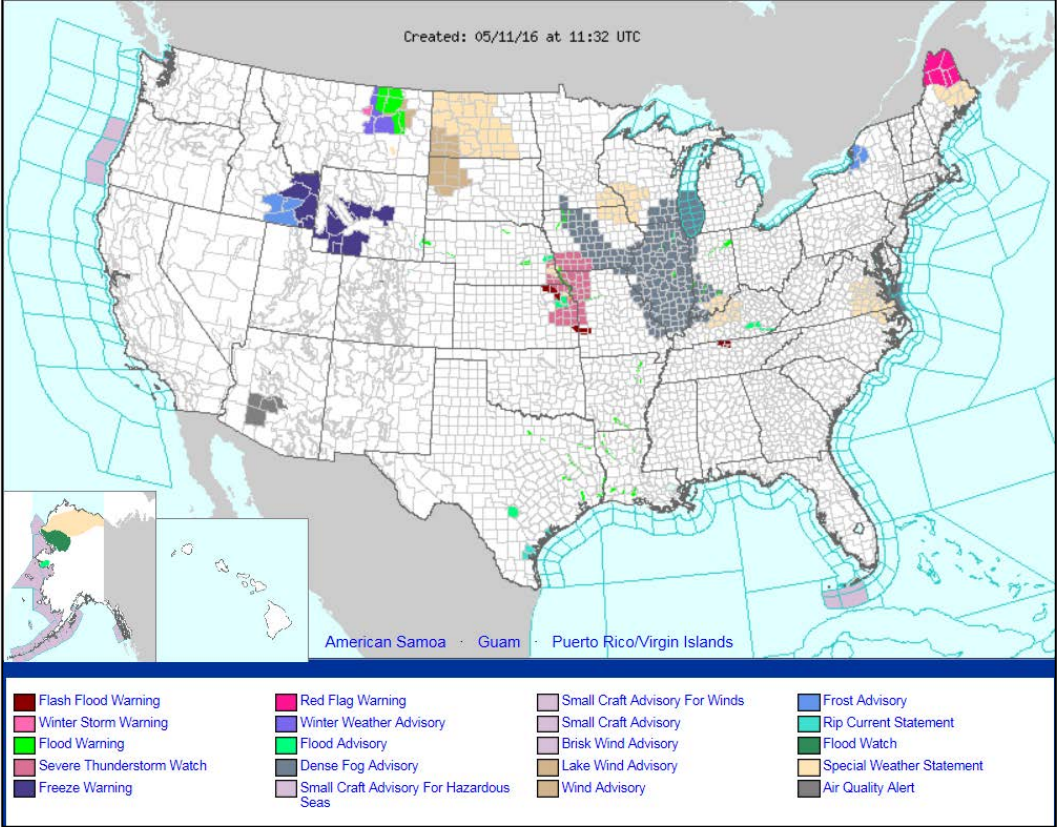 Created: 05/11/16 at 11:32 UTC
American Samoa · Guam · Puerto Rico/Virgin Islands
Flash Flood Warning
Winter Storm Warning
Flood Warning
Severe Thunderstorm Watch
Freeze Warning
Red Flag Warning
Winter Weather Advisory
Flood Advisory
Dense Fog Advisory
Small Craft Advisory For Hazardous
Seas
Small Craft Advisory For Winds
Small Craft Advisory
Brisk Wind Advisory
Lake Wind Advisory
Wind Advisory
Frost Advisory
Rip Current Statement
Flood Watch
Special Weather Statement
Air Quality Alert